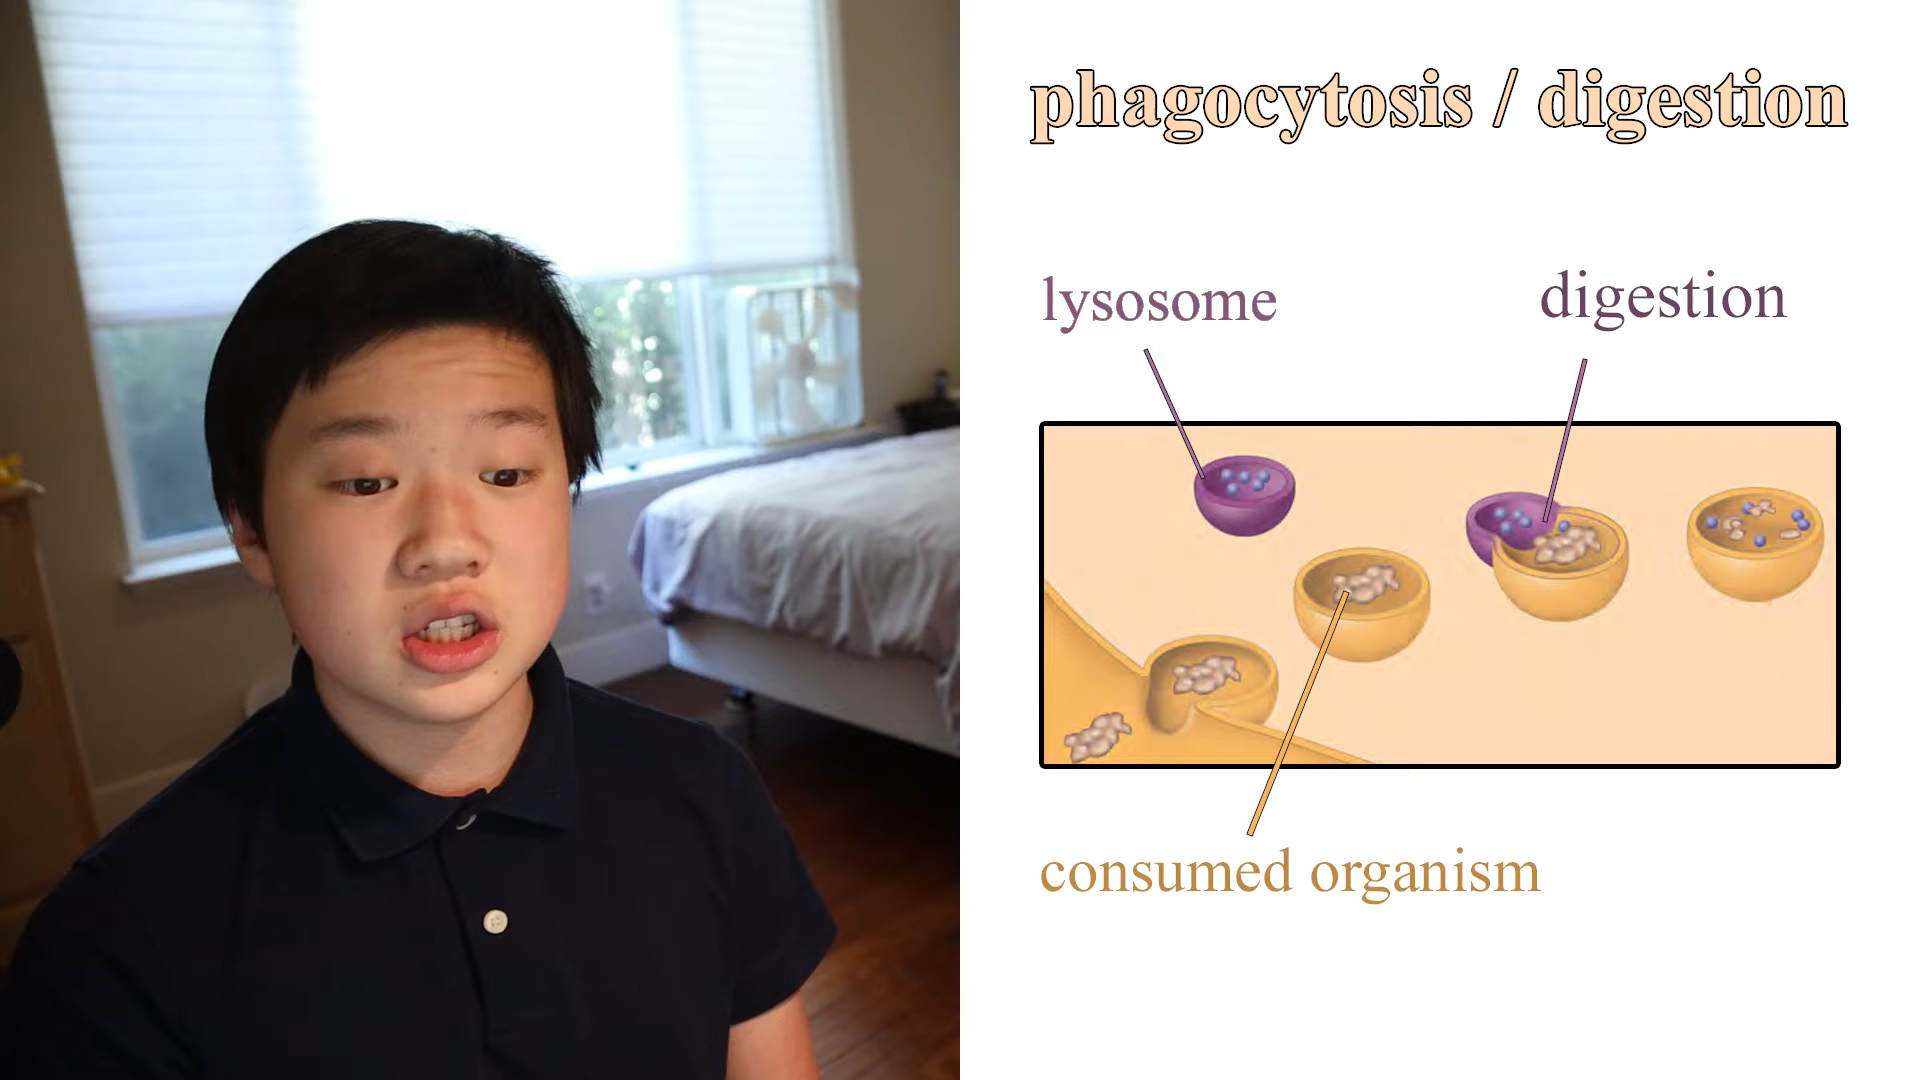 phagocytosis / digestion
lysosome
digestion
consumed organism